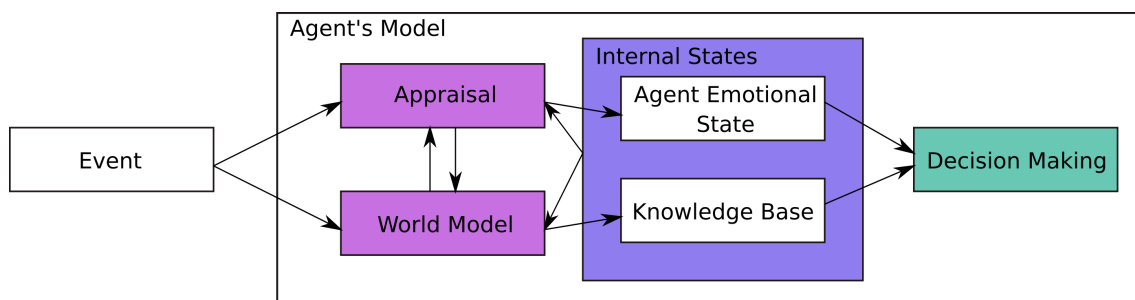 Agent's Model
Internal States
Appraisal
Agent Emotional
State
Event
Decision Making
World Model
Knowledge Base